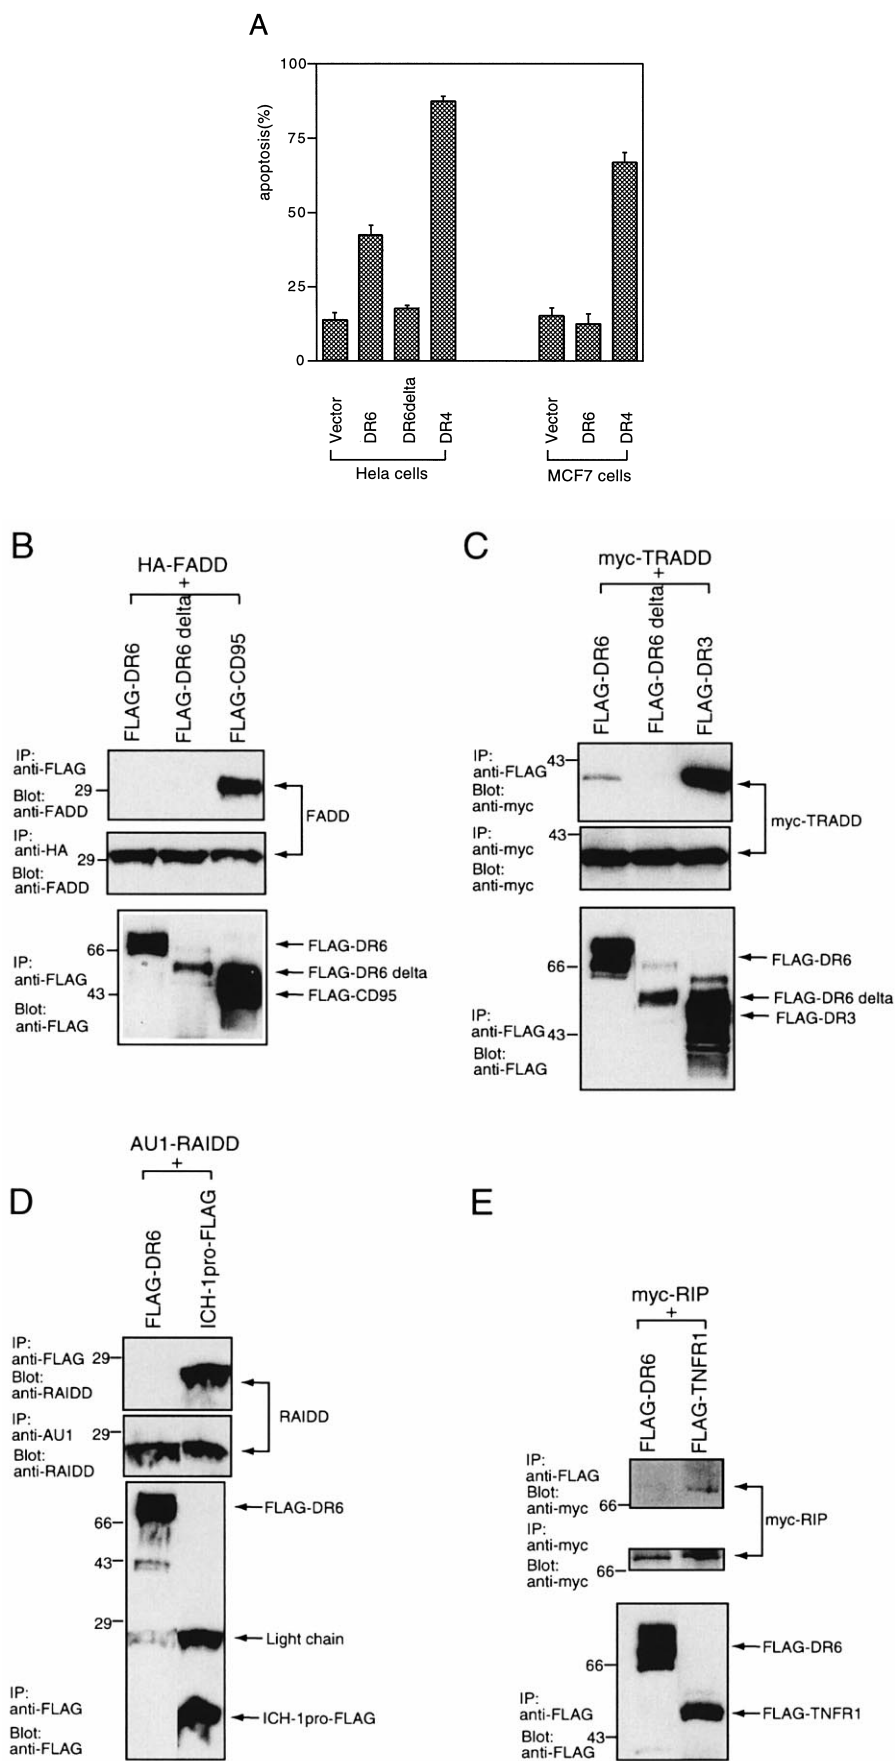 A
100
75
50
25
0
apoptosis(%)
Vector
DR6
DR6delta
DR4
Vector
DR6
DR4
Hela cells
MCF7 cells
B
HA-FADD
+
FLAG-DR6
FLAG-DR6 delta
FLAG-CD95
IP:
anti-FLAG
Blot:
anti-FADD
29
IP:
anti-HA
Blot:
anti-FADD
29
FADD
66
43
IP:
anti-FLAG
Blot:
anti-FLAG
FLAG-DR6
FLAG-DR6 delta
FLAG-CD95
C
myc-TRADD
+
FLAG-DR6
FLAG-DR6 delta
FLAG-DR3
IP:
anti-FLAG
Blot:
anti-myc
43
IP:
anti-myc
Blot:
anti-myc
43
myc-TRADD
66
43
IP:
anti-FLAG
Blot:
anti-FLAG
FLAG-DR6
FLAG-DR6 delta
FLAG-DR3
D
AU1-RAIDD
+
FLAG-DR6
ICH-1pro-FLAG
IP:
anti-FLAG
Blot:
anti-RAIDD
29
IP:
anti-AU1
Blot:
anti-RAIDD
29
RAIDD
66
43
29
IP:
anti-FLAG
Blot:
anti-FLAG
FLAG-DR6
Light chain
ICH-1pro-FLAG
E
myc-RIP
+
FLAG-DR6
FLAG-TNFR1
IP:
anti-FLAG
Blot:
anti-myc
66
IP:
anti-myc
Blot:
anti-myc
66
myc-RIP
66
43
IP:
anti-FLAG
Blot:
anti-FLAG
FLAG-DR6
FLAG-TNFR1